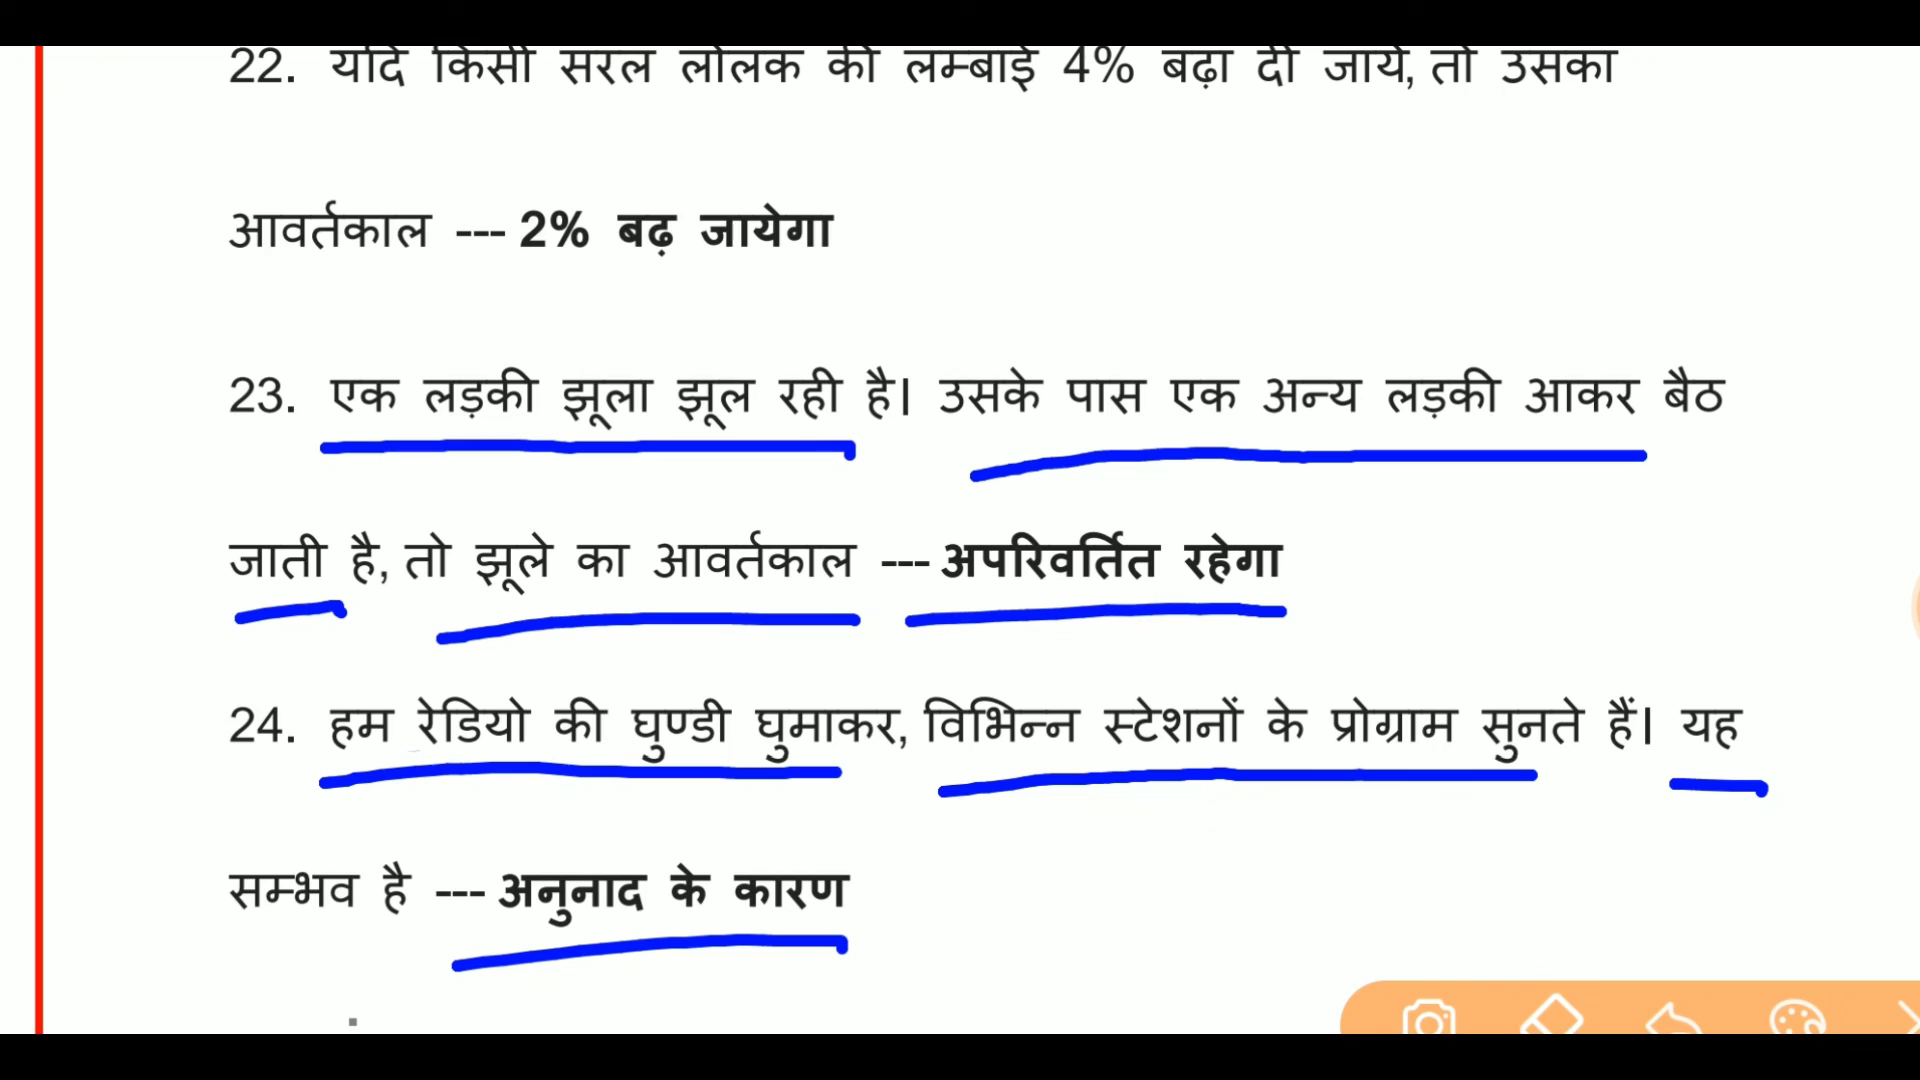 22. यदि किसी सरल लोलक की लम्बाई 4% बढ़ा दी जाये, तो उसका
आवर्तकाल --- 2% बढ़ जायेगा
23. एक लड़की झूला झूल रही है। उसके पास एक अन्य लड़की आकर बैठ
जाती है, तो झूले का आवर्तकाल --- अपरिवर्तित रहेगा
24. हम रेडियो की घुण्डी घुमाकर, विभिन्न स्टेशनों के प्रोग्राम सुनते हैं। यह
सम्भव है --- अनुनाद के कारण